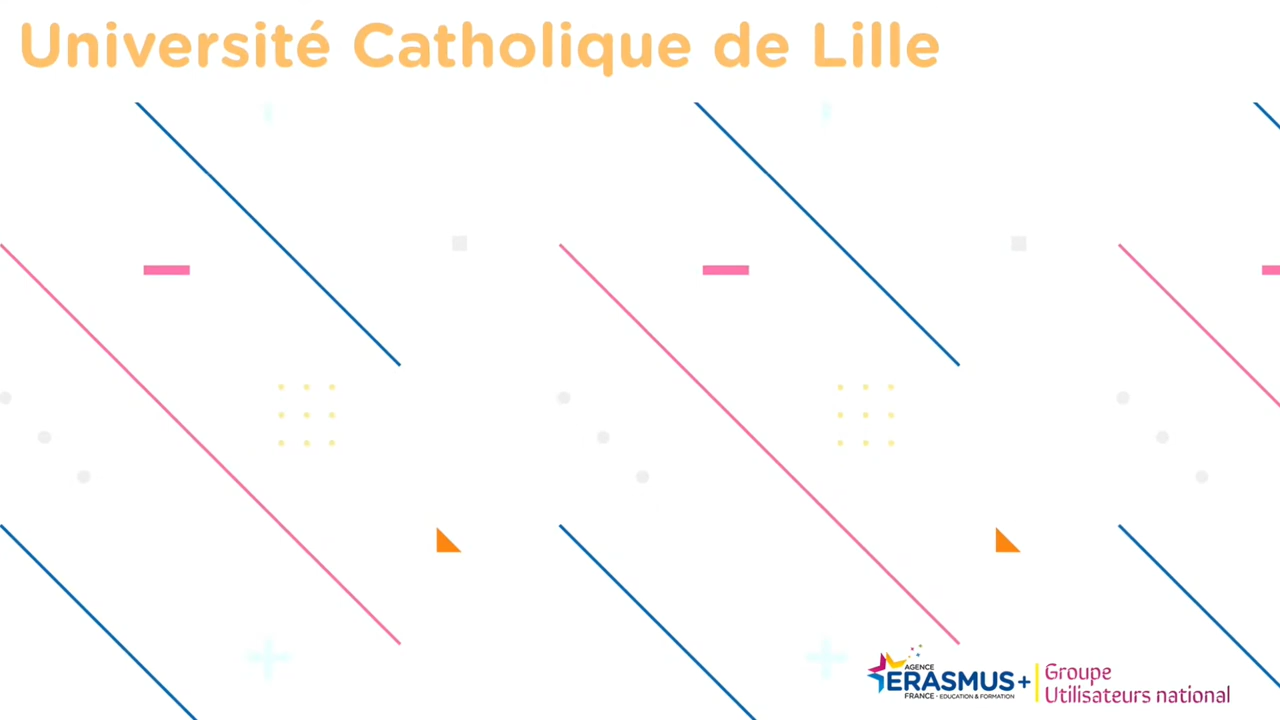 Université Catholique de Lille
AGENCE
ERASMUS+
FRANCE - EDUCATION & FORMATION
Groupe
Utilisateurs national